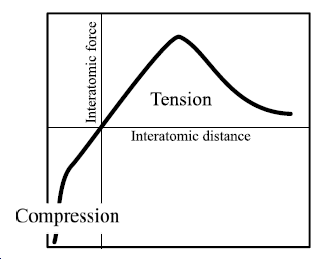 Interatomic force
Tension
Interatomic distance
Compression